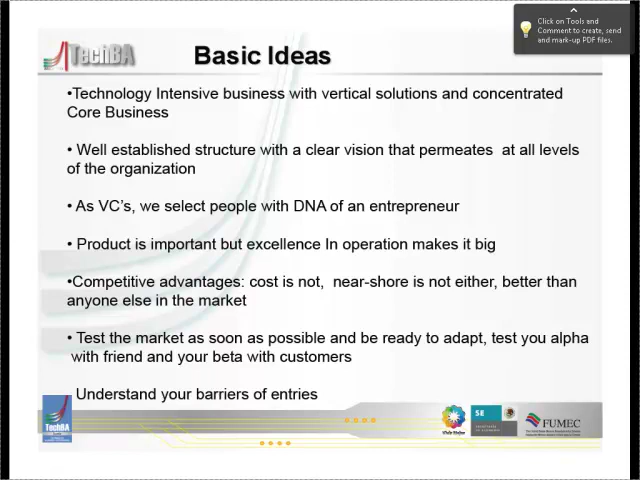 Click on Tools and
Comment to create, send
and mark-up PDF files.
TechBA
Basic Ideas
•Technology Intensive business with vertical solutions and concentrated
Core Business
• Well established structure with a clear vision that permeates at all levels
of the organization
• As VC's, we select people with DNA of an entrepreneur
• Product is important but excellence In operation makes it big
•Competitive advantages: cost is not, near-shore is not either, better than
anyone else in the market
• Test the market as soon as possible and be ready to adapt, test you alpha
with friend and your beta with customers
Understand your barriers of entries
TechBA
Vivir Mejor
SE
FUMEC